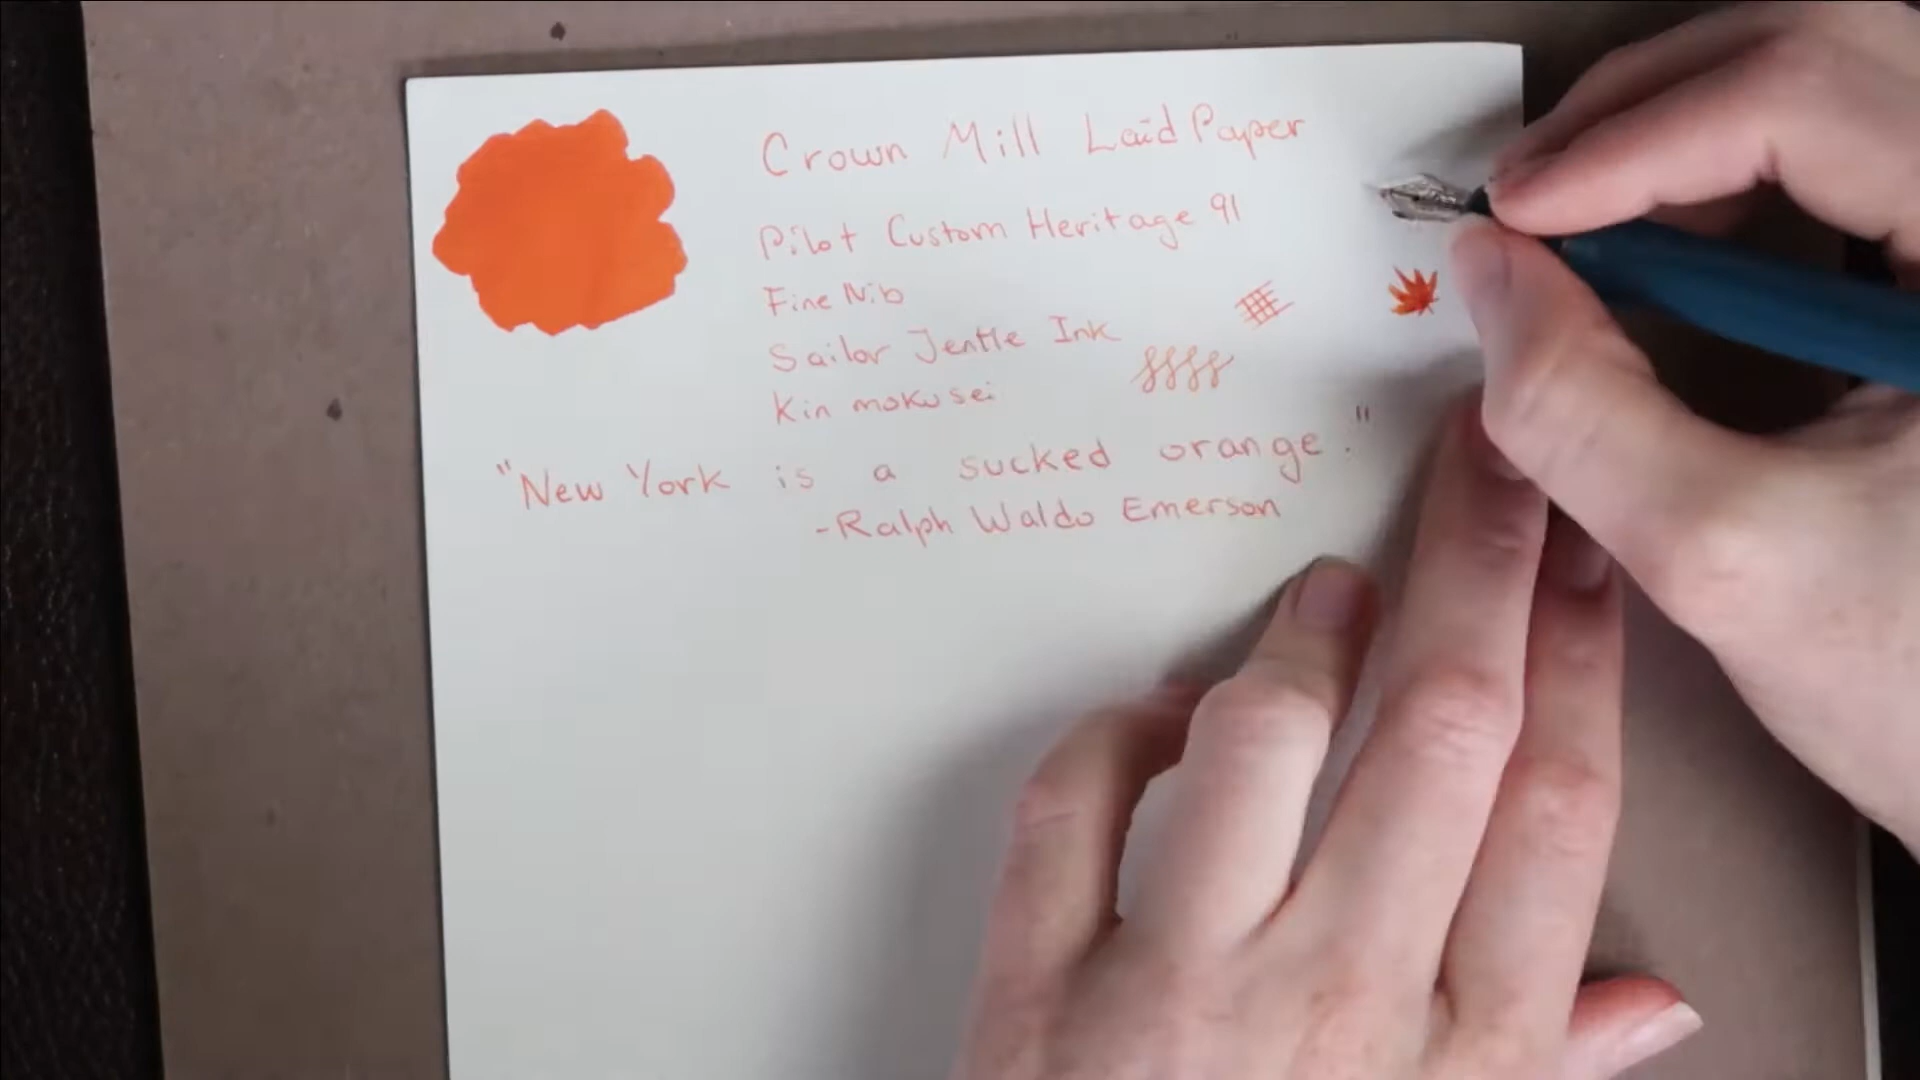 Crown Mill Laid Paper
Pilot Custom Heritage 91
Fine Nib
Sailor Jentle Ink
Kin mokusei
"New York is a sucked orange."
-Ralph Waldo Emerson